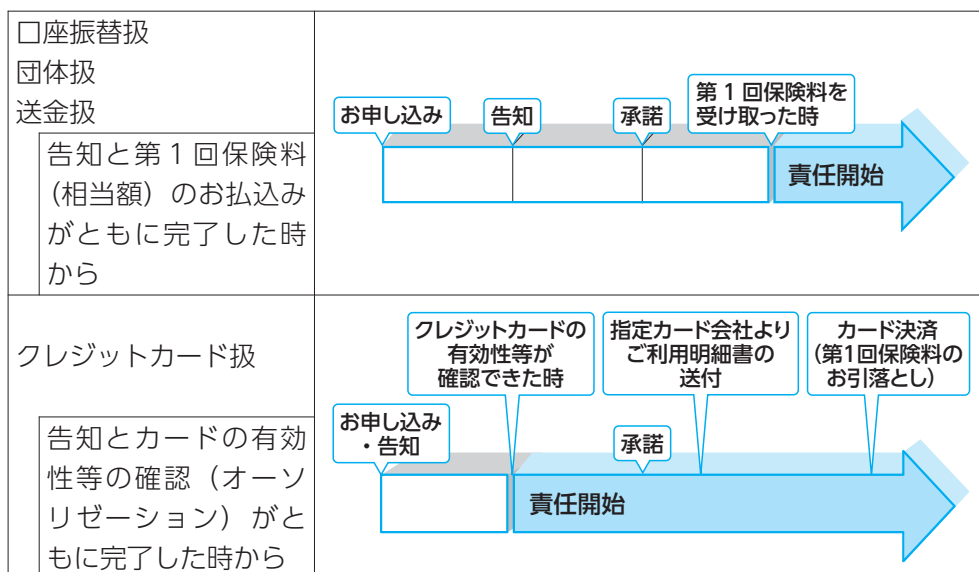 口座振替扱
団体扱
送金扱
告知と第1回保険料
(相当額)のお払込み
がともに完了した時
から
お申し込み
告知
承諾
第1回保険料を
受け取った時
責任開始
クレジットカード扱
告知とカードの有効
性等の確認(オーソ
リゼーション)がと
もに完了した時から
お申し込み
・告知
クレジットカードの
有効性等が
確認できた時
承諾
指定カード会社より
ご利用明細書の
送付
カード決済
(第1回保険料の
お引落とし)
責任開始